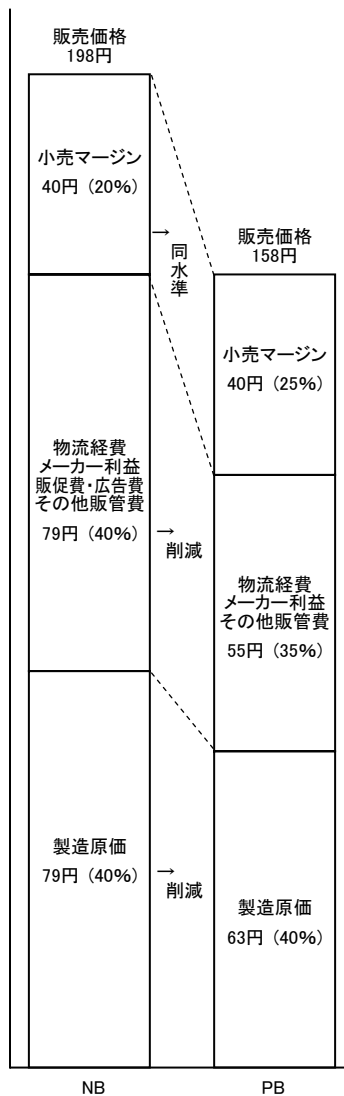 販売価格
198円
小売マージン
40円（20%）
→
同水準
物流経費
メーカー利益
販促費・広告費
その他販管費
79円（40%）
→
削減
製造原価
79円（40%）
→
削減
NB
販売価格
158円
小売マージン
40円（25%）
物流経費
メーカー利益
その他販管費
55円（35%）
製造原価
63円（40%）
PB